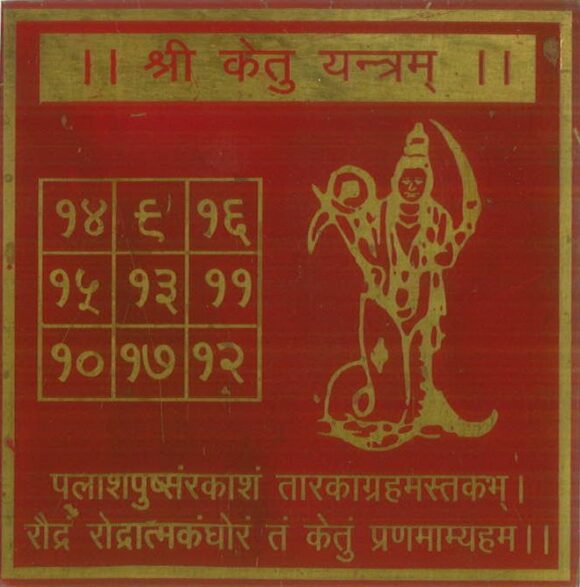 ।। श्री केतु यन्त्रम् ।।
१४ ९ १६
१५ १३ ११
१० १७ १२
पलाशपुष्संरकाशं तारकाग्रहमस्तकम्।
रौद्रं रोद्रात्मकंघोरं तं केतुं प्रणमाम्यहम।।